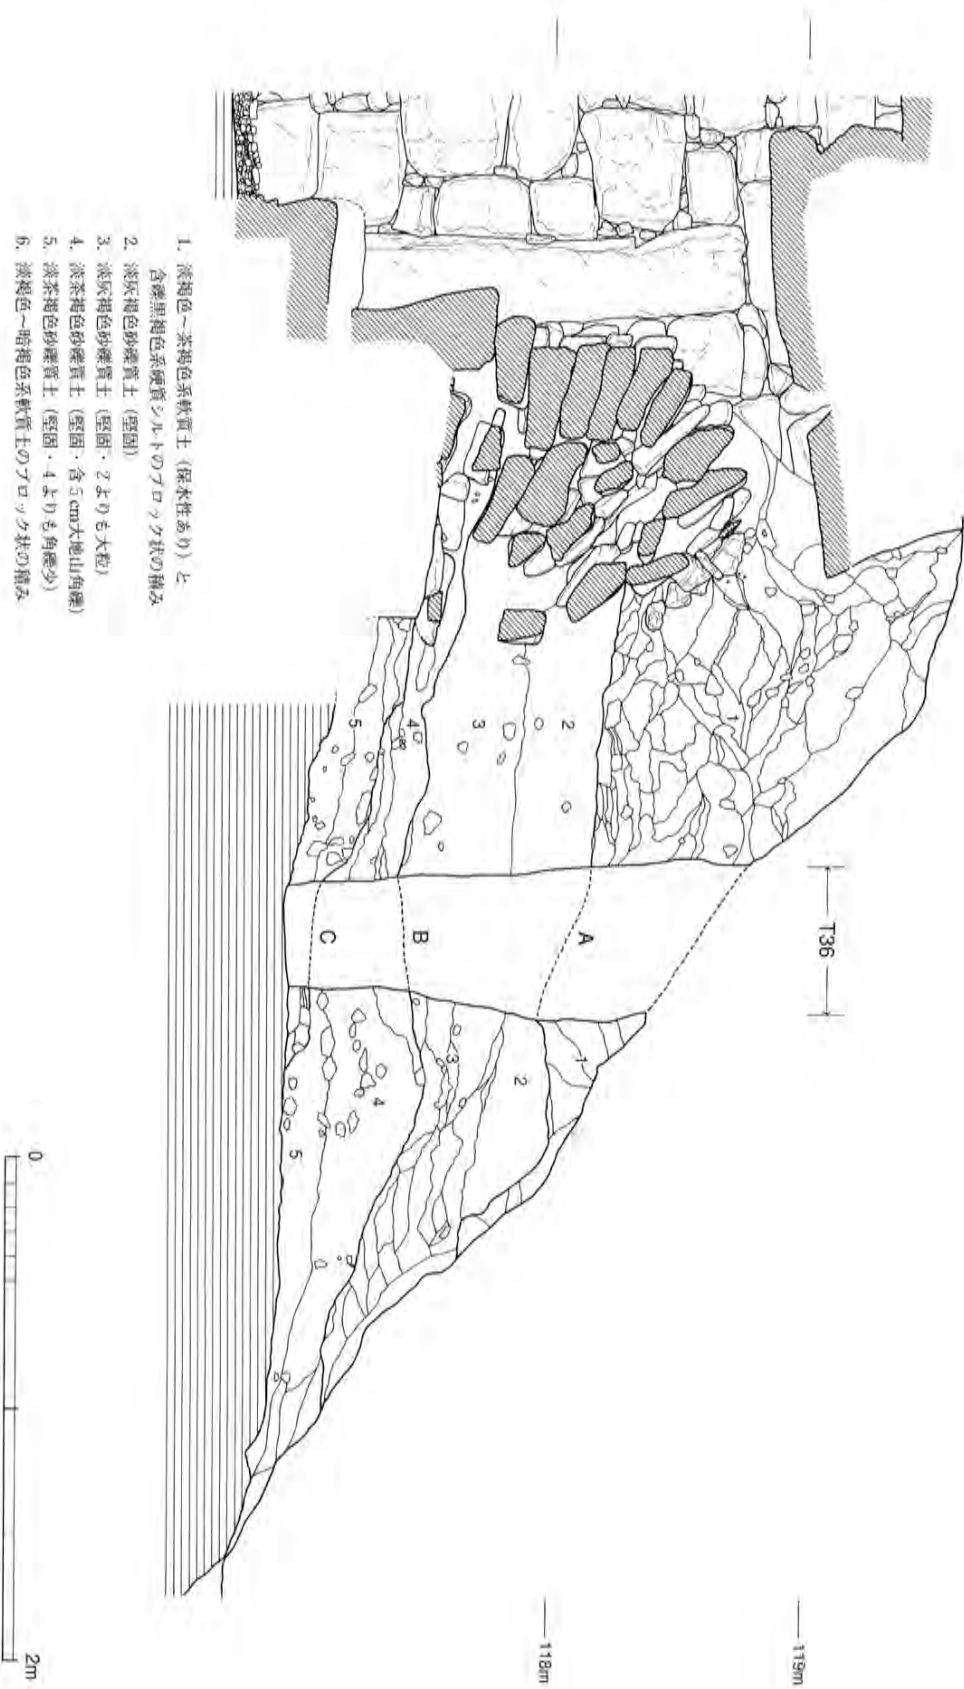 T36
119m
118m
1
1
2
2
3
3
4
4
5
5
A
B
C
1. 淡褐色～茶褐色系軟質土（保水性あり）と
含礫黒褐色系硬質シルトのブロック状の積み
2. 淡灰褐色砂礫質土（堅固）
3. 淡灰褐色砂礫質土（堅固・2よりも大粒）
4. 淡茶褐色砂礫質土（堅固・含5cm大地山角礫）
5. 淡茶褐色砂礫質土（堅固・4よりも角礫少）
6. 淡褐色～暗褐色系軟質土のブロック状の積み
0
2m